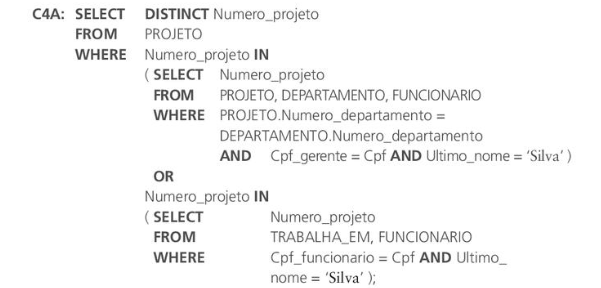 C4A: SELECT DISTINCT Numero_projeto
FROM PROJETO
WHERE Numero_projeto IN
( SELECT Numero_projeto
FROM PROJETO, DEPARTAMENTO, FUNCIONARIO
WHERE PROJETO.Numero_departamento =
DEPARTAMENTO.Numero_departamento
AND Cpf_gerente = Cpf AND Ultimo_nome = ‘Silva’ )
OR
Numero_projeto IN
( SELECT Numero_projeto
FROM TRABALHA_EM, FUNCIONARIO
WHERE Cpf_funcionario = Cpf AND Ultimo_
nome = ‘Silva’ );